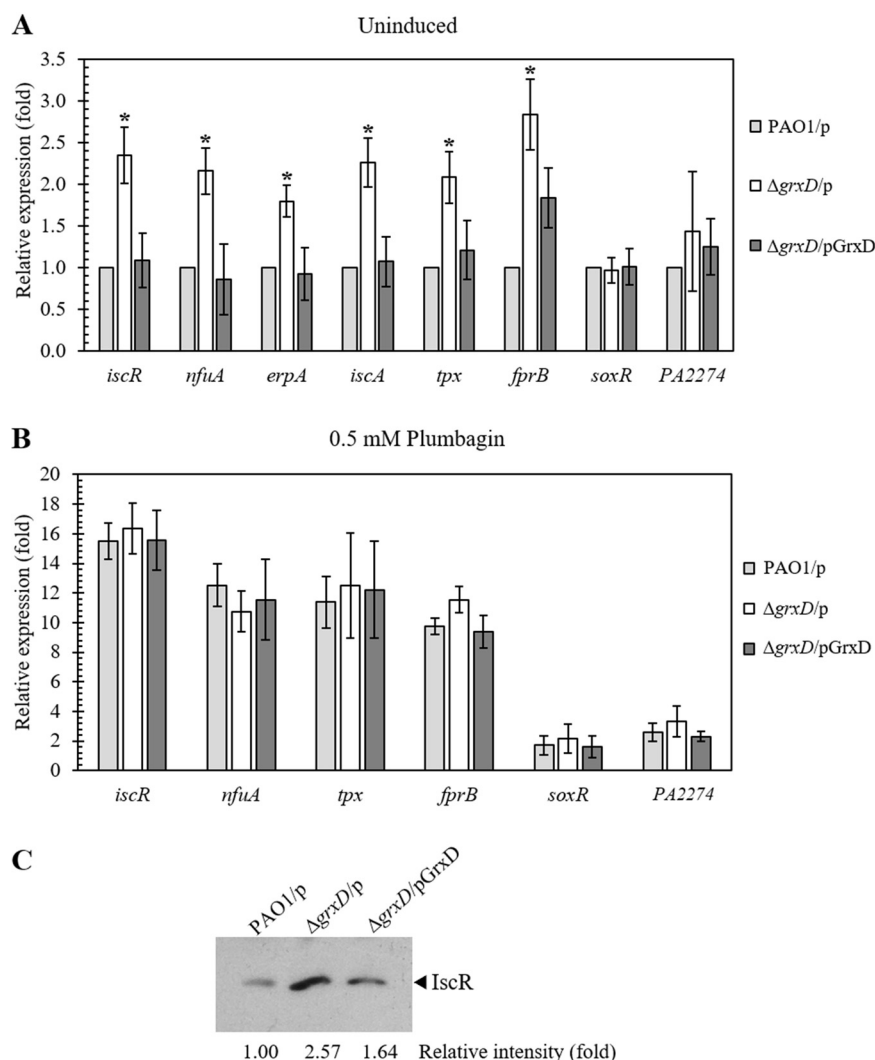 A
Uninduced
Relative expression (fold)
3.5
3.0
2.5
2.0
1.5
1.0
0.5
0.0
* * * * * *
iscR nfuA erpA iscA tpx fprB soxR PA2274
PAO1/p
ΔgrxD/p
ΔgrxD/pGrxD
B
0.5 mM Plumbagin
Relative expression (fold)
20
18
16
14
12
10
8
6
4
2
0
iscR nfuA tpx fprB soxR PA2274
PAO1/p
ΔgrxD/p
ΔgrxD/pGrxD
C
PAO1/p
ΔgrxD/p
ΔgrxD/pGrxD
IscR
1.00 2.57 1.64 Relative intensity (fold)